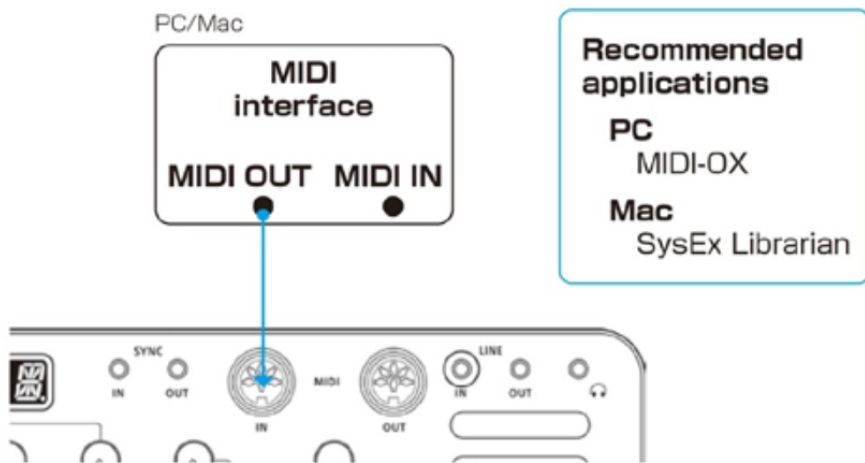 PC/Mac
MIDI
interface
MIDI OUT MIDI IN
Recommended
applications
PC
MIDI-OX
Mac
SysEx Librarian
SYNC
IN OUT
MIDI
IN OUT
LINE
IN OUT